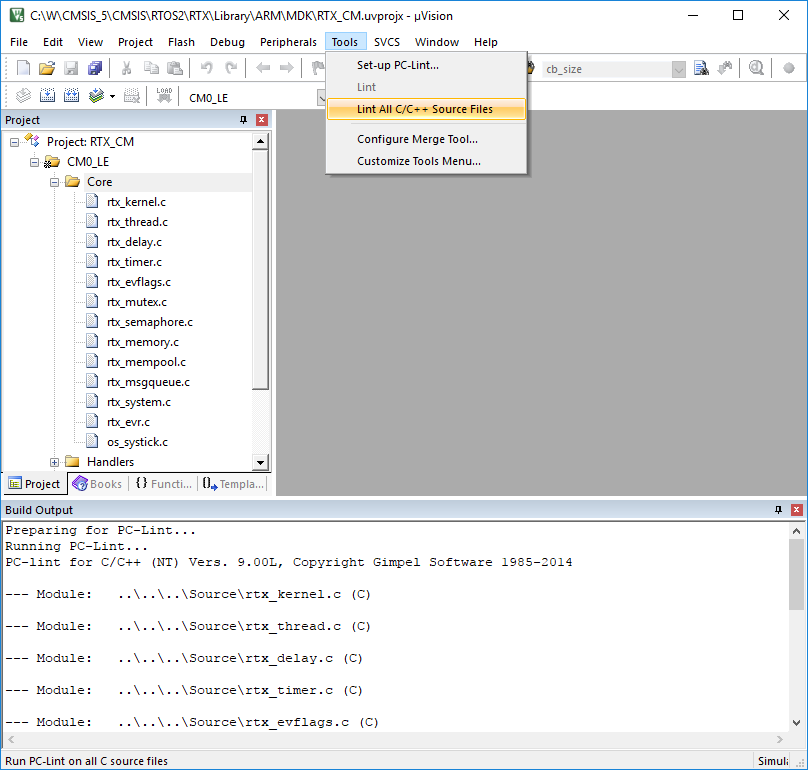 C:\W\CMSIS_5\CMSIS\RTOS2\RTX\Library\ARM\MDK\RTX_CM.uvprojx - µVision
File Edit View Project Flash Debug Peripherals Tools SVCS Window Help
Set-up PC-Lint...
Lint
Lint All C/C++ Source Files
Configure Merge Tool...
Customize Tools Menu...
cb_size
LOAD
CM0_LE
Project
Project: RTX_CM
CM0_LE
Core
rtx_kernel.c
rtx_thread.c
rtx_delay.c
rtx_timer.c
rtx_evflags.c
rtx_mutex.c
rtx_semaphore.c
rtx_memory.c
rtx_mempool.c
rtx_msgqueue.c
rtx_system.c
rtx_evr.c
os_systick.c
Handlers
Project Books {} Functi... {} Templa...
Build Output
Preparing for PC-Lint...
Running PC-Lint...
PC-lint for C/C++ (NT) Vers. 9.00L, Copyright Gimpel Software 1985-2014
--- Module:   ..\..\..\Source\rtx_kernel.c (C)
--- Module:   ..\..\..\Source\rtx_thread.c (C)
--- Module:   ..\..\..\Source\rtx_delay.c (C)
--- Module:   ..\..\..\Source\rtx_timer.c (C)
--- Module:   ..\..\..\Source\rtx_evflags.c (C)
Run PC-Lint on all C source files
Simula